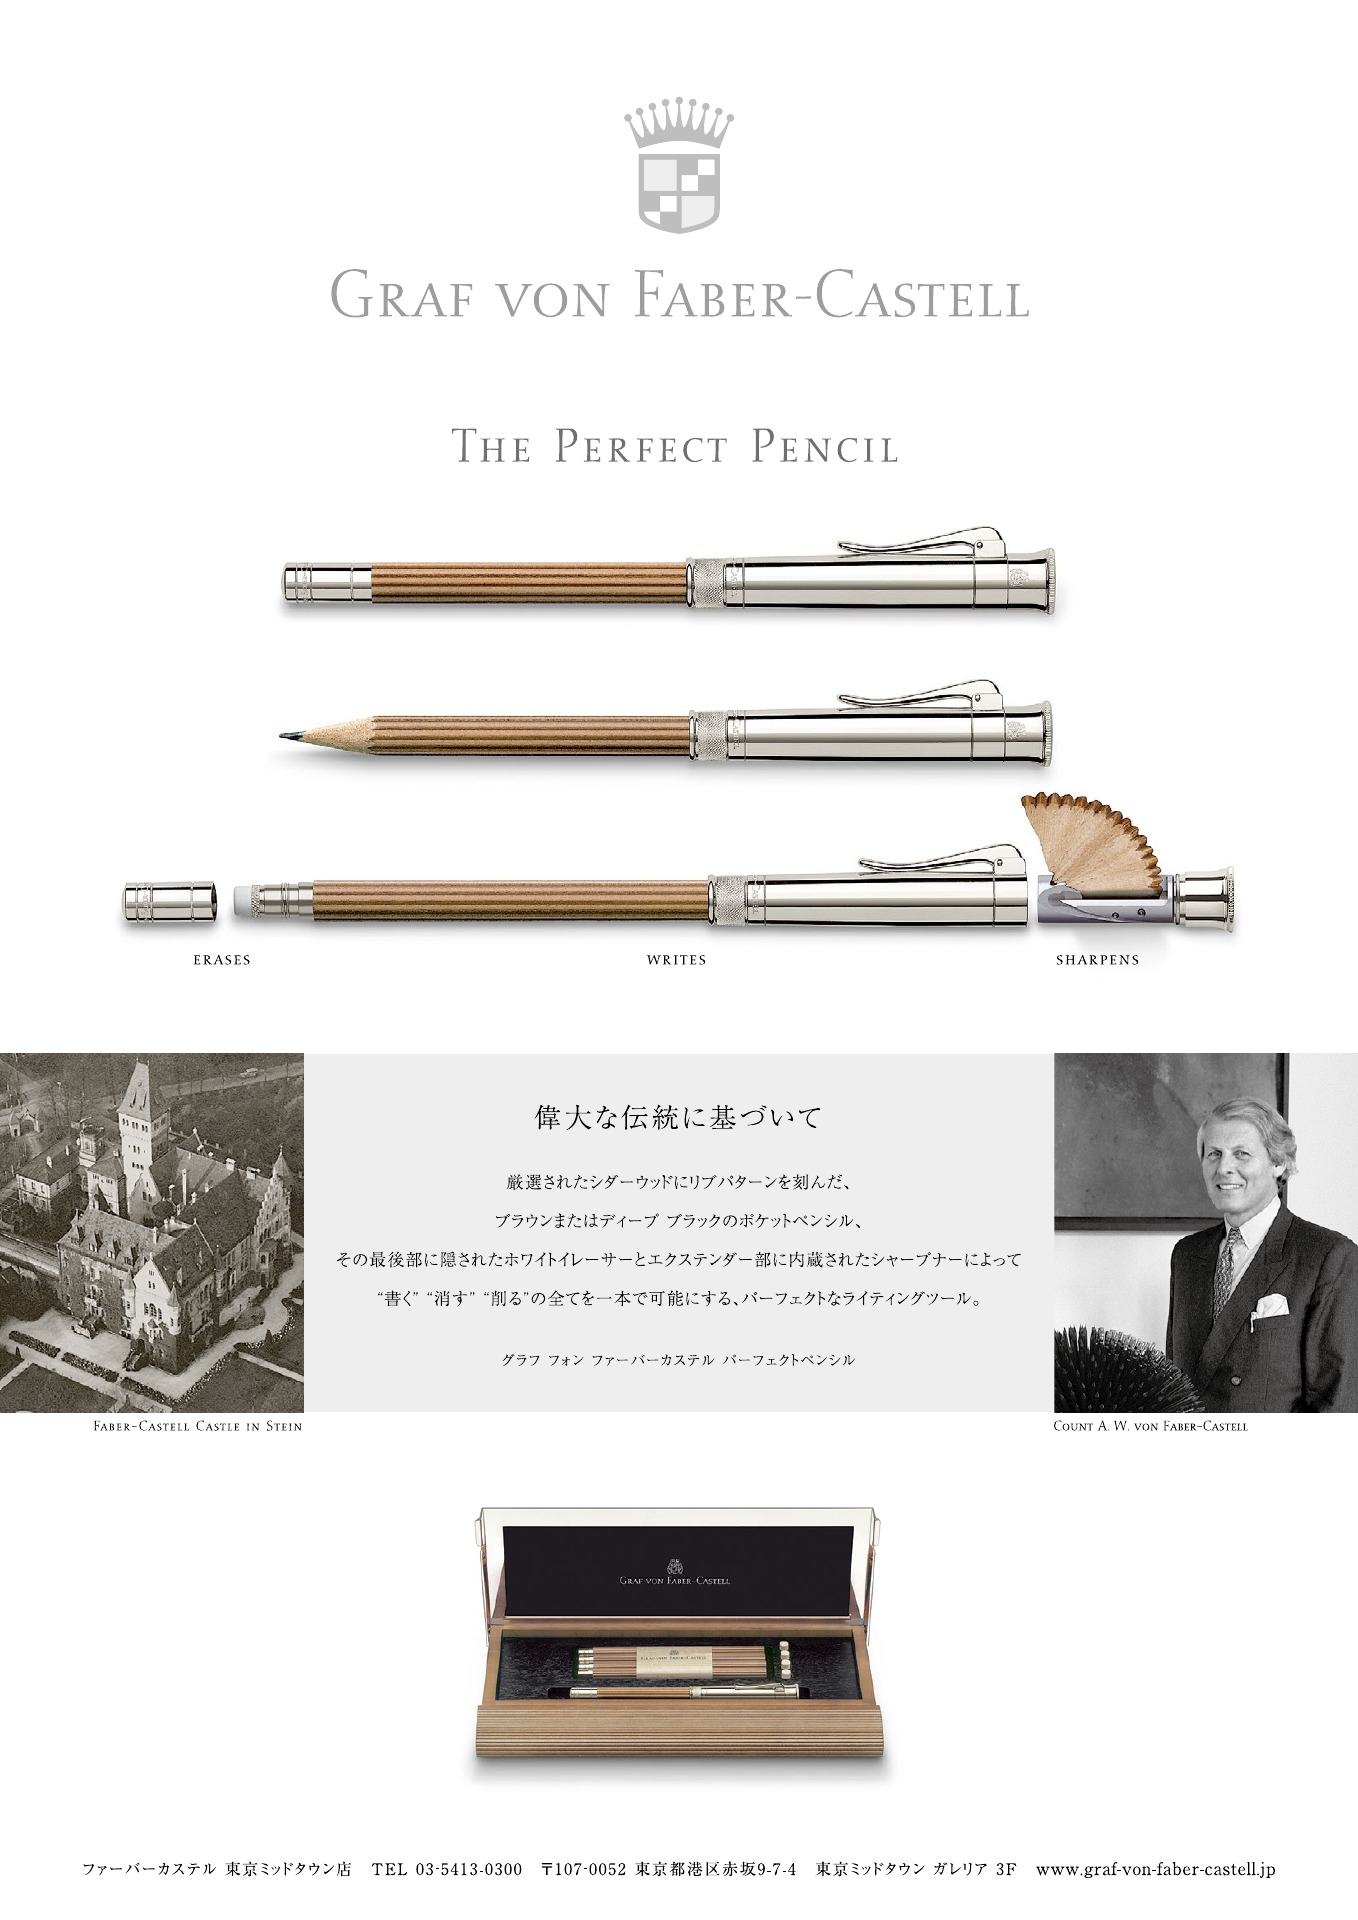 GRAF VON FABER-CASTELL
THE PERFECT PENCIL
ERASES
WRITES
SHARPENS
偉大な伝統に基づいて
厳選されたシダーウッドにリブパターンを刻んだ、
ブラウンまたはディープ ブラックのポケットペンシル、
その最後部に隠されたホワイトイレーサーとエクステンダー部に内蔵されたシャープナーによって
“書く” “消す” “削る”の全てを一本で可能にする、パーフェクトなライティングツール。
グラフ フォン ファーバーカステル パーフェクトペンシル
FABER-CASTELL CASTLE IN STEIN
COUNT A. W. VON FABER-CASTELL
GRAF VON FABER-CASTELL
GRAF VON FABER-CASTELL
ファーバーカステル 東京ミッドタウン店 TEL 03-5413-0300 〒107-0052 東京都港区赤坂9-7-4 東京ミッドタウン ガレリア 3F www.graf-von-faber-castell.jp